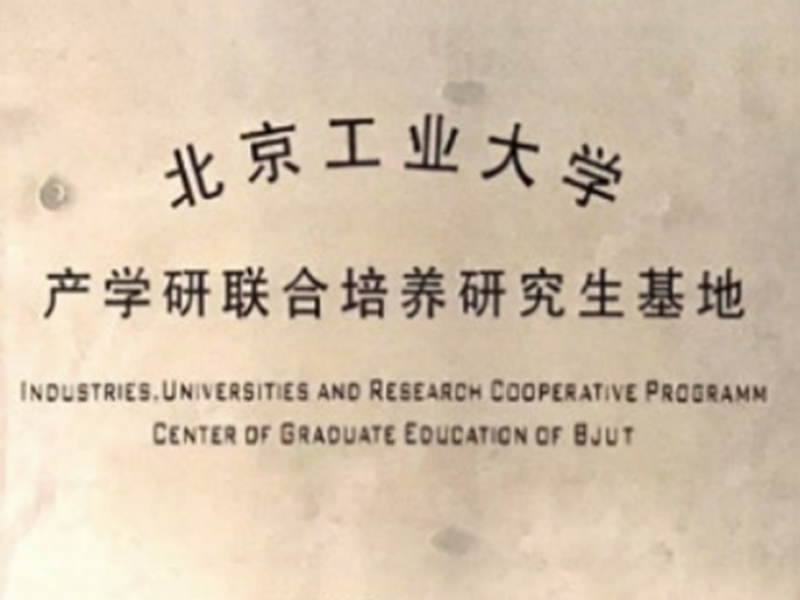 北京工业大学
产学研联合培养研究生基地
INDUSTRIES,UNIVERSITIES AND RESEARCH COOPERATIVE PROGRAMM
CENTER OF GRADUATE EDUCATION OF BJUT